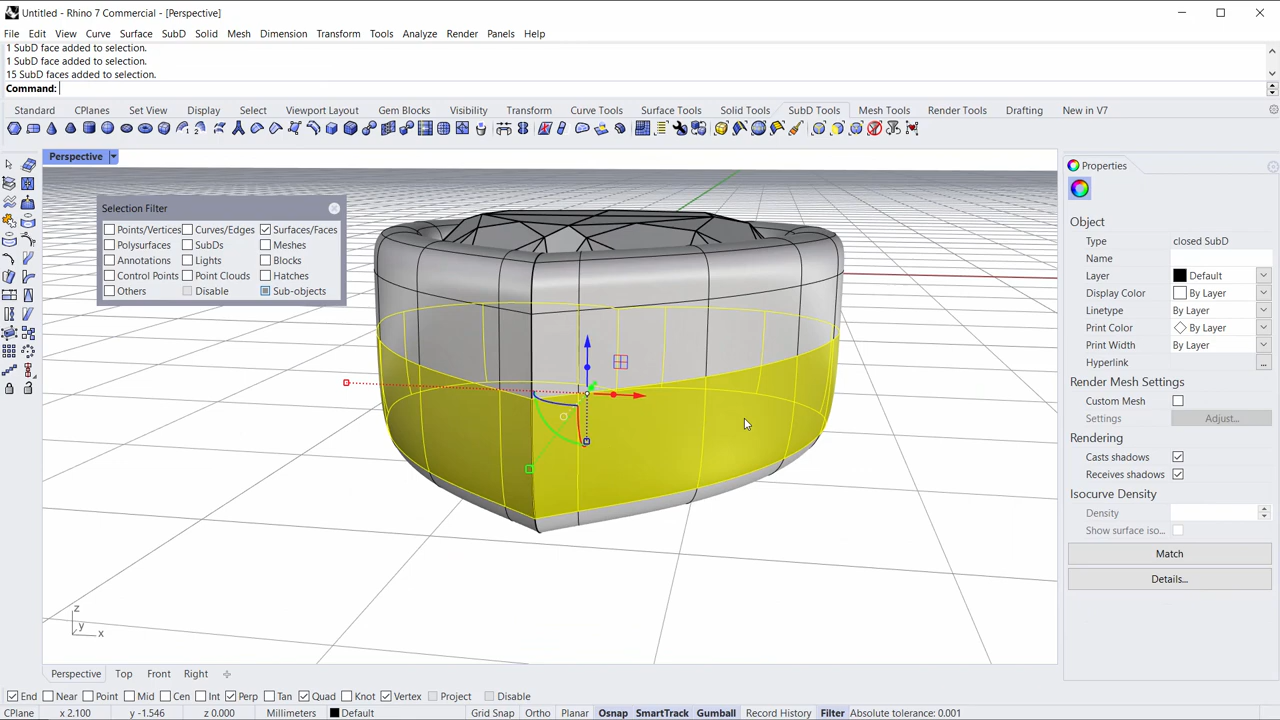 Untitled - Rhino 7 Commercial - [Perspective]
File Edit View Curve Surface SubD Solid Mesh Dimension Transform Tools Analyze Render Panels Help
1 SubD face added to selection.
1 SubD face added to selection.
15 SubD faces added to selection.
Command:
Standard CPlanes Set View Display Select Viewport Layout Gem Blocks Visibility Transform Curve Tools Surface Tools Solid Tools SubD Tools Mesh Tools Render Tools Drafting New in V7
Perspective
Properties
Selection Filter
Points/Vertices Curves/Edges Surfaces/Faces
Polysurfaces SubDs Meshes
Annotations Lights Blocks
Control Points Point Clouds Hatches
Others Disable Sub-objects
Object
Type closed SubD
Name
Layer Default
Display Color By Layer
Linetype By Layer
Print Color By Layer
Print Width By Layer
Hyperlink ...
Render Mesh Settings
Custom Mesh
Settings Adjust...
Rendering
Casts shadows
Receives shadows
Isocurve Density
Density
Show surface iso...
Match
Details...
z
y
x
Perspective Top Front Right
End Near Point Mid Cen Int Perp Tan Quad Knot Vertex Project Disable
CPlane x 2.100 y -1.546 z 0.000 Millimeters Default Grid Snap Ortho Planar Osnap SmartTrack Gumball Record History Filter Absolute tolerance: 0.001